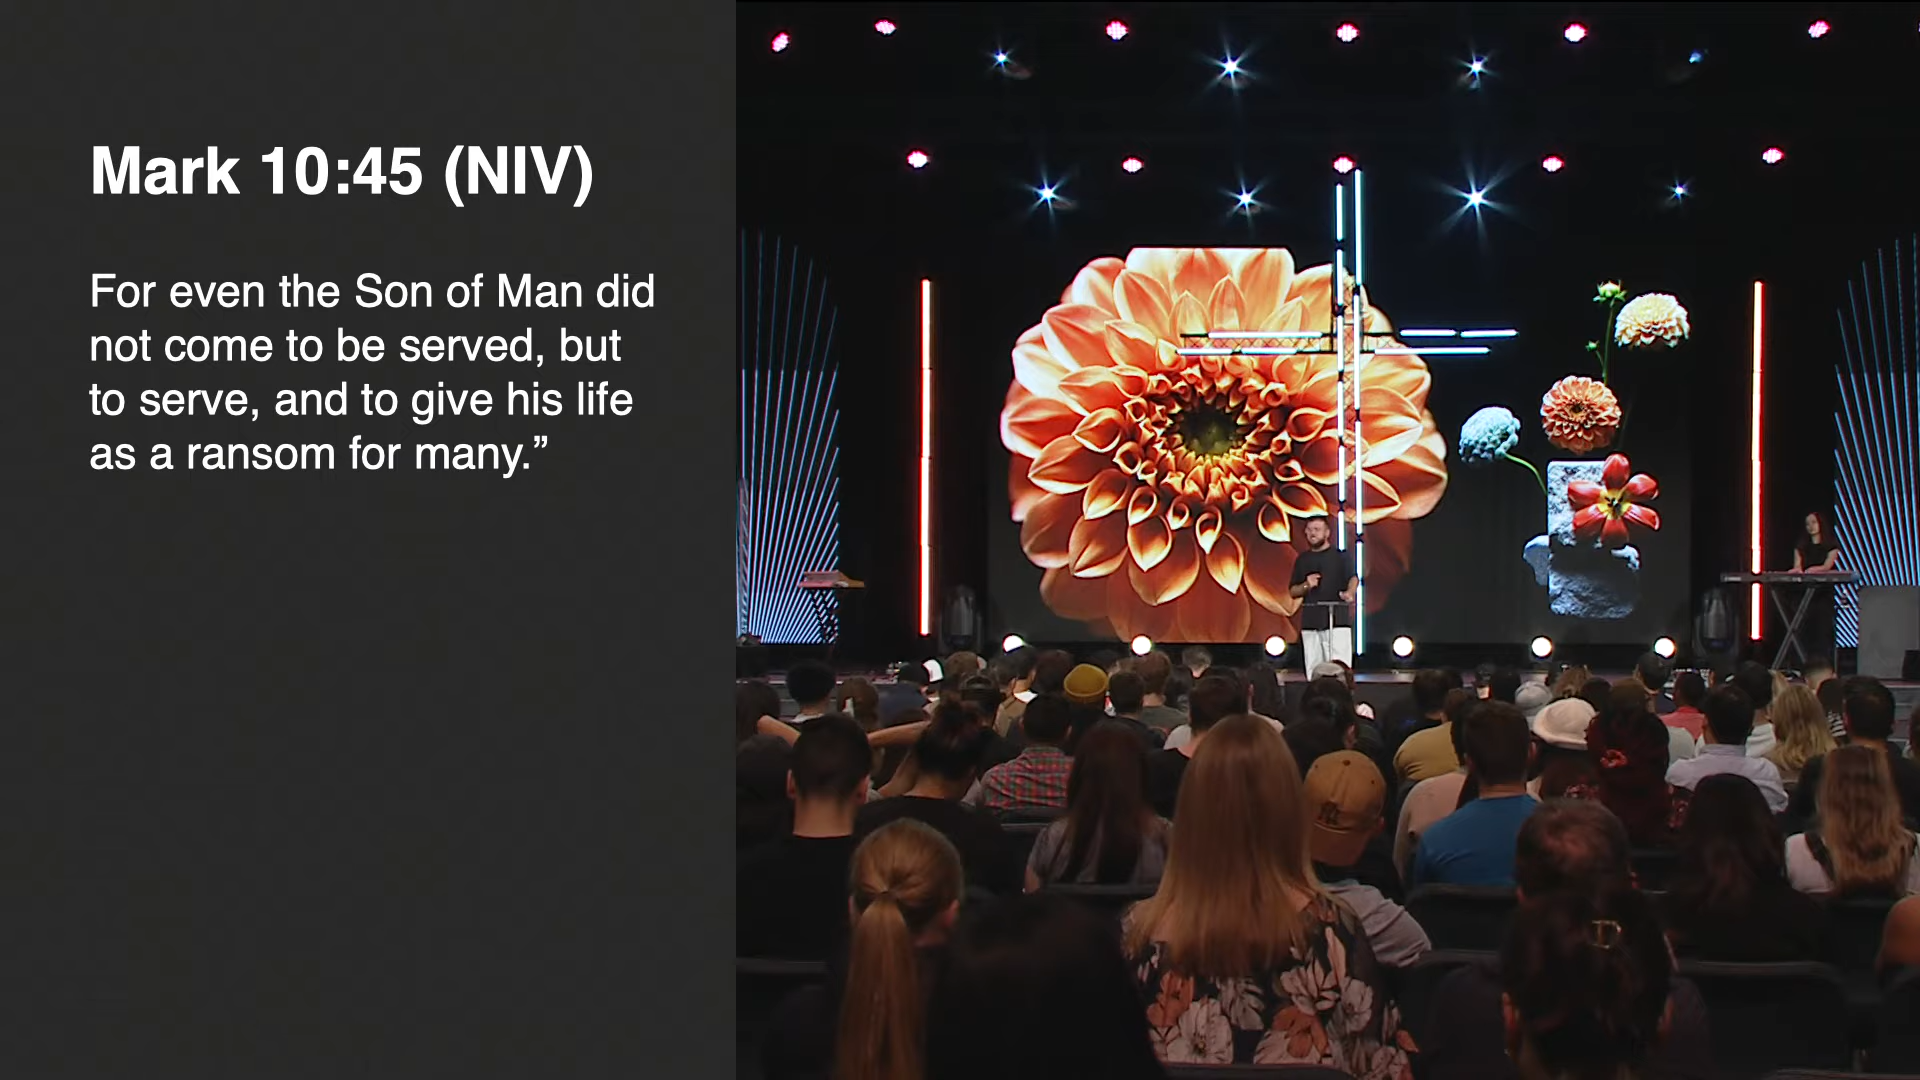 Mark 10:45 (NIV)
For even the Son of Man did
not come to be served, but
to serve, and to give his life
as a ransom for many.”